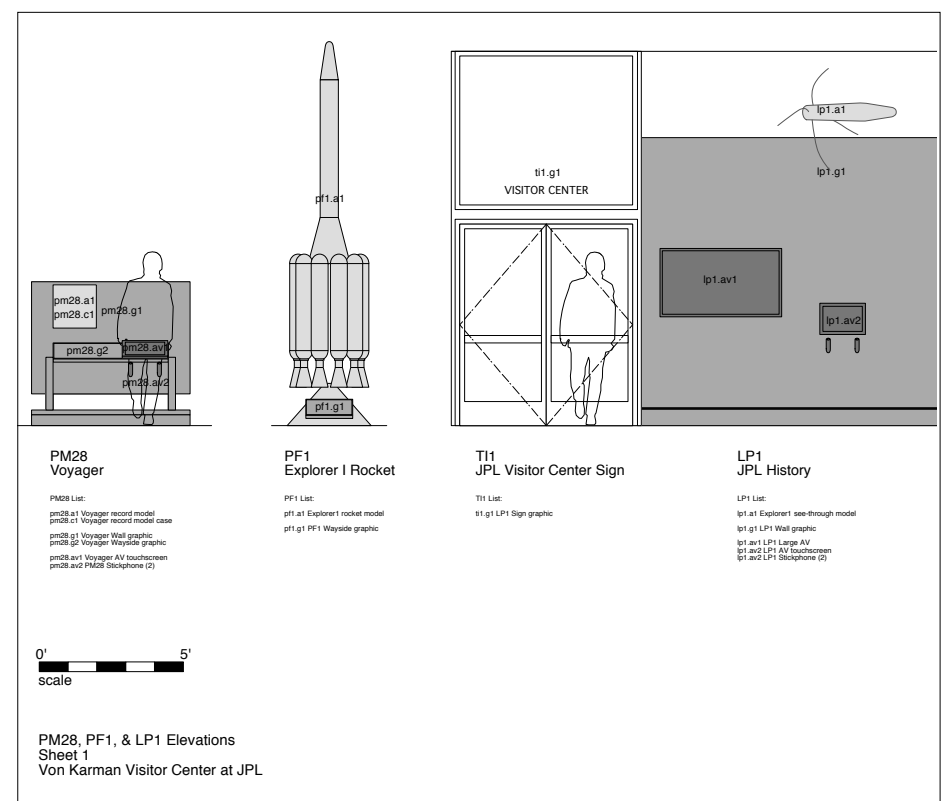 pf1.a1
lp1.a1
lp1.g1
ti1.g1
VISITOR CENTER
lp1.av1
lp1.av2
pm28.a1
pm28.c1
pm28.g1
pm28.g2
pm28.av1
pm28.av2
pf1.g1
PM28
Voyager
PM28 List:
pm28.a1 Voyager record model
pm28.c1 Voyager record model case
pm28.g1 Voyager Wall graphic
pm28.g2 Voyager Wayside graphic
pm28.av1 Voyager AV touchscreen
pm28.av2 PM28 Stickphone (2)
PF1
Explorer I Rocket
PF1 List:
pf1.a1 Explorer1 rocket model
pf1.g1 PF1 Wayside graphic
TI1
JPL Visitor Center Sign
TI1 List:
ti1.g1 LP1 Sign graphic
LP1
JPL History
LP1 List:
lp1.a1 Explorer1 see-through model
lp1.g1 LP1 Wall graphic
lp1.av1 LP1 Large AV
lp1.av2 LP1 AV touchscreen
lp1.av2 LP1 Stickphone (2)
0' 5'
scale
PM28, PF1, & LP1 Elevations
Sheet 1
Von Karman Visitor Center at JPL